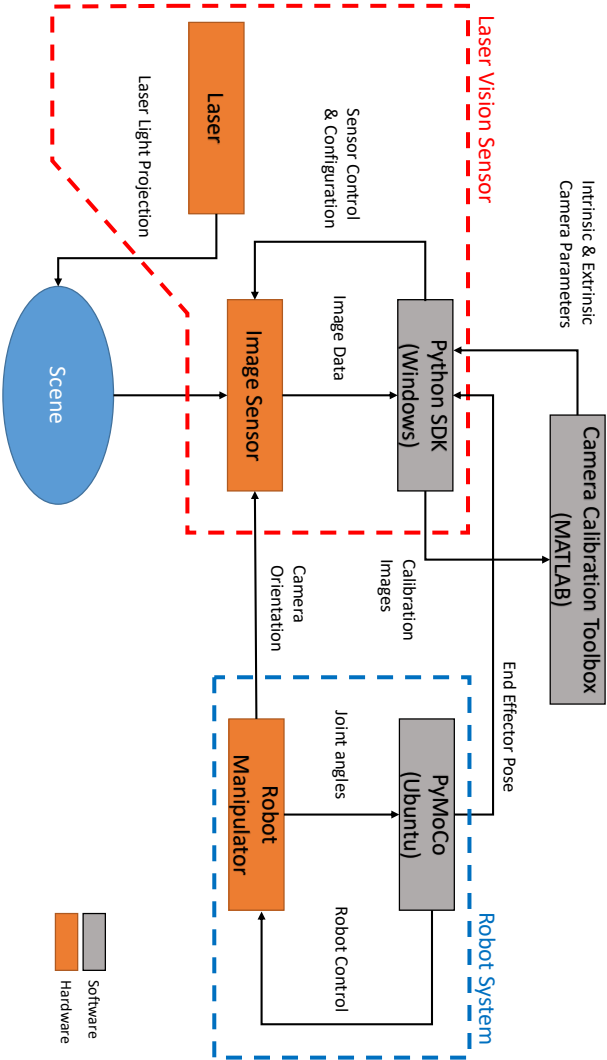 Camera Calibration Toolbox
(MATLAB)
Intrinsic & Extrinsic
Camera Parameters
End Effector Pose
Laser Vision Sensor
Robot System
Python SDK
(Windows)
Calibration
Images
PyMoCo
(Ubuntu)
Sensor Control
& Configuration
Image Data
Joint angles
Robot Control
Laser
Image Sensor
Camera
Orientation
Robot
Manipulator
Laser Light Projection
Scene
Software
Hardware